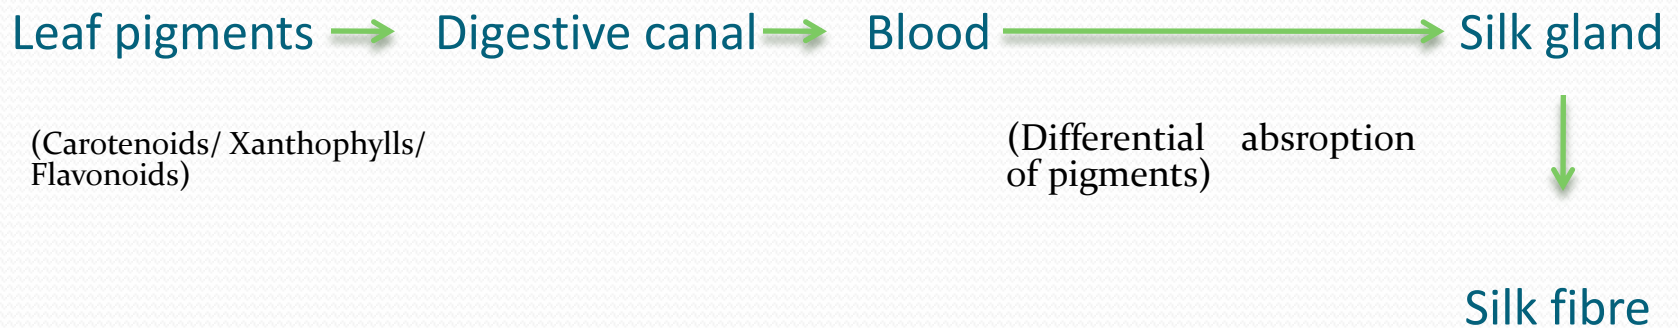 Leaf pigments Digestive canal Blood Silk gland
(Carotenoids/ Xanthophylls/
Flavonoids)
(Differential absroption
of pigments)
Silk fibre